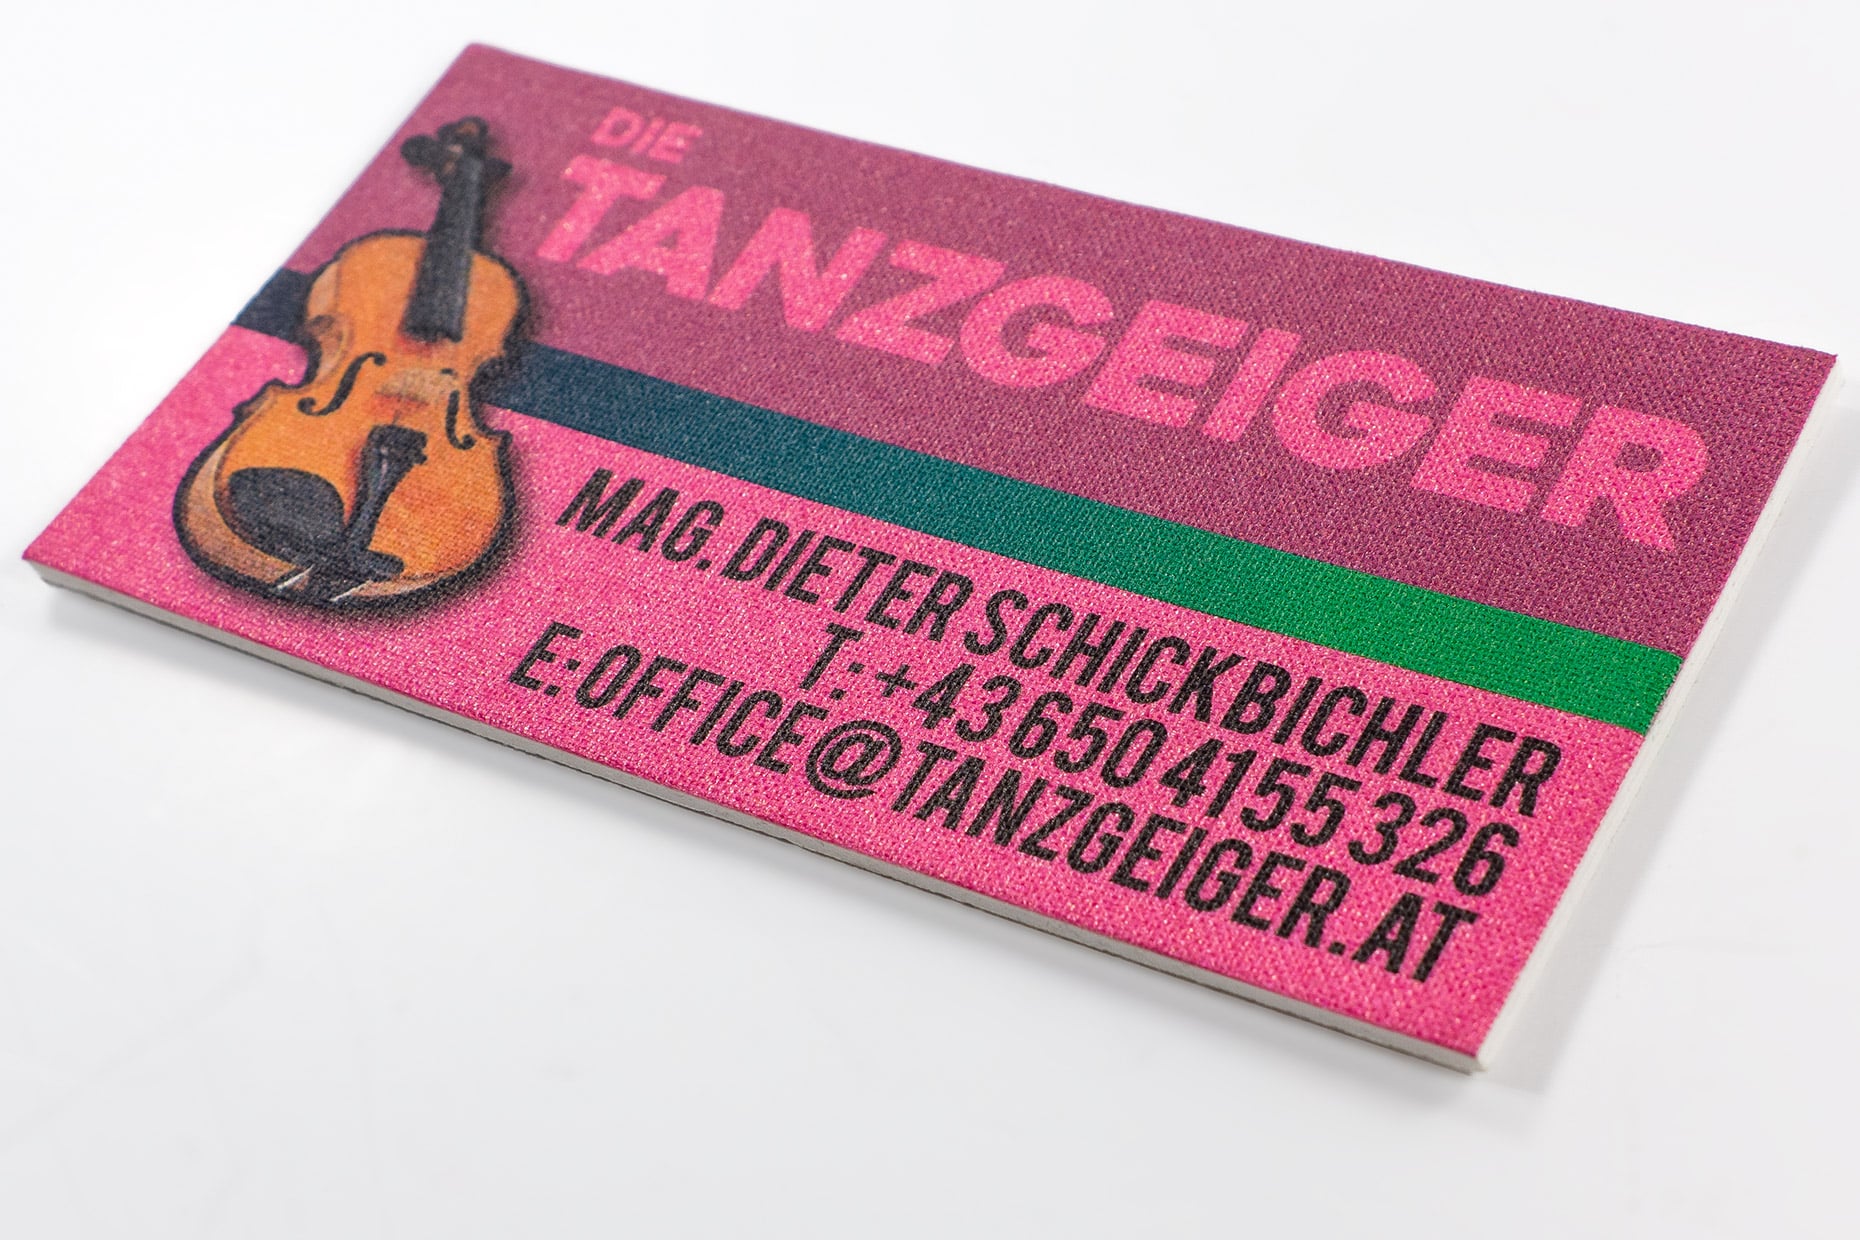 DIE
TANZGEIGER
MAG. DIETER SCHICKBICHLER
T: +43 650 4155 326
E: OFFICE@TANZGEIGER.AT